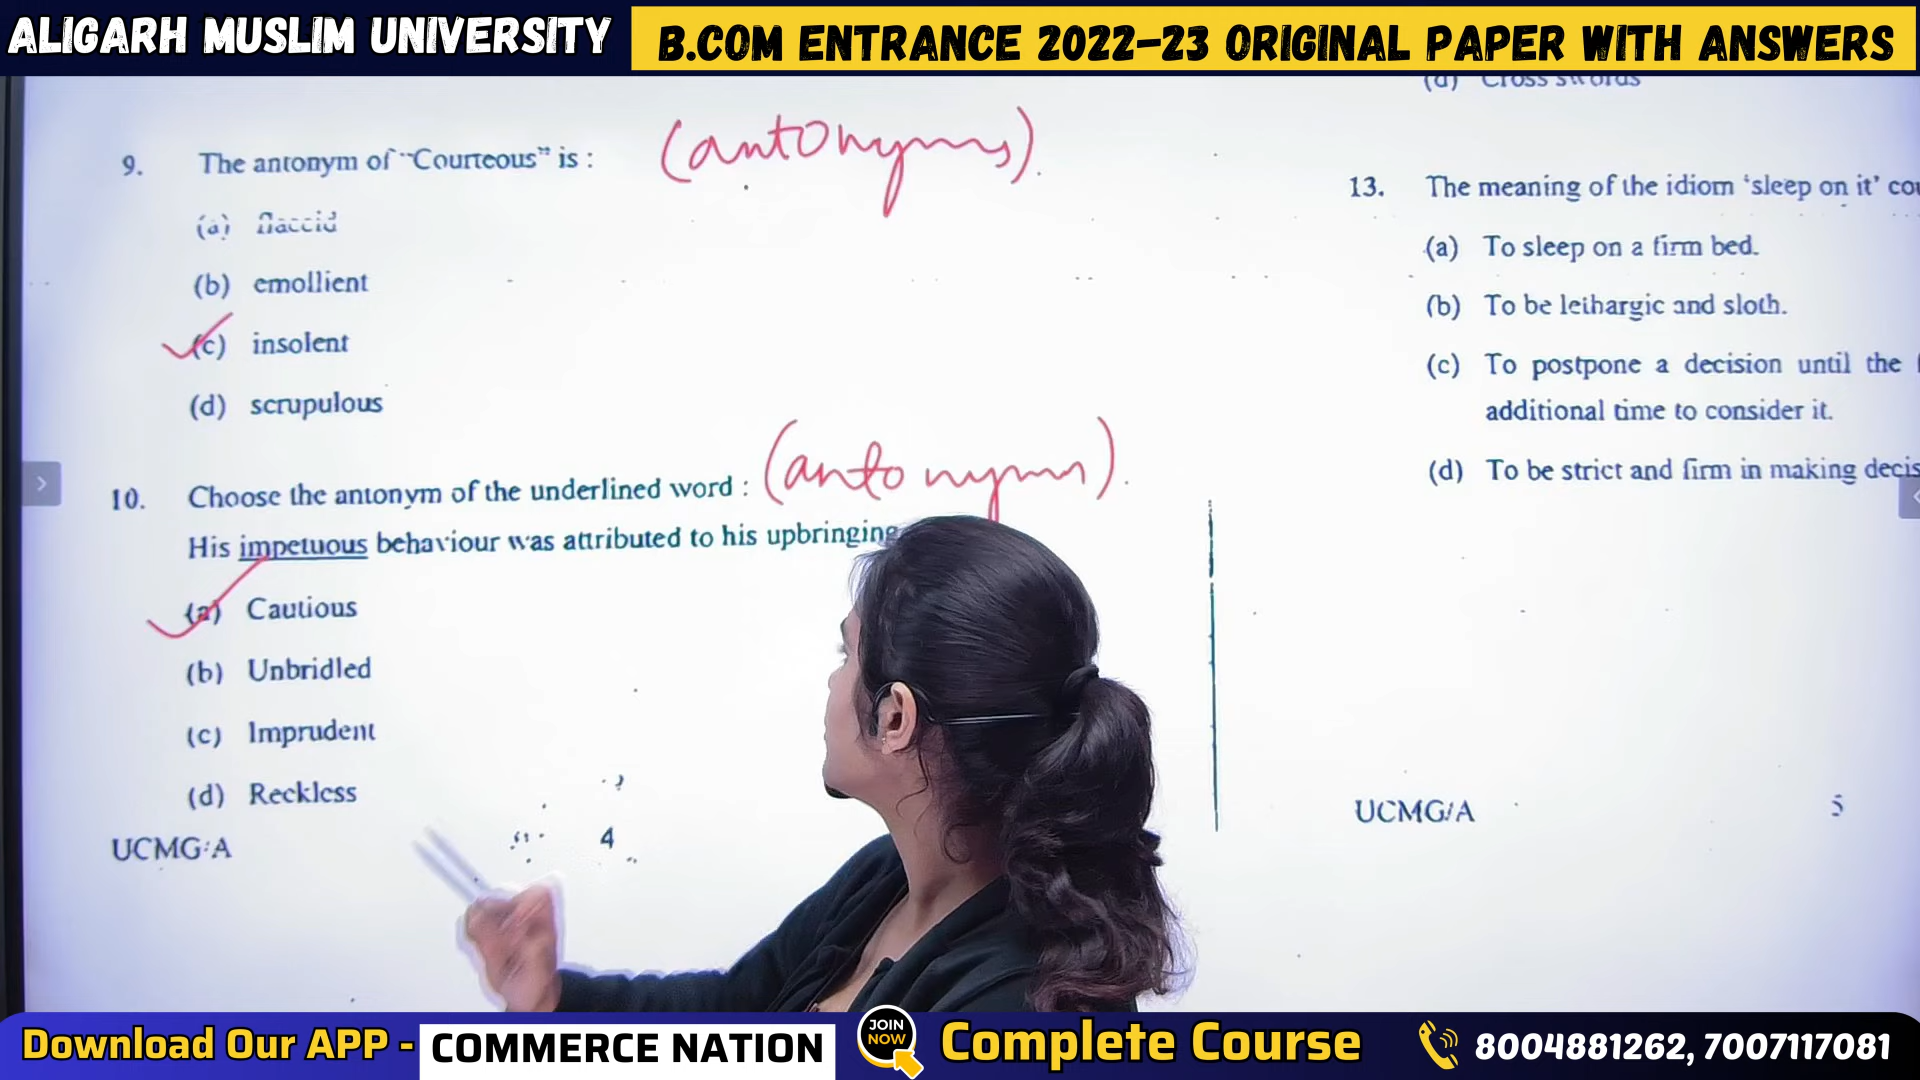 ALIGARH MUSLIM UNIVERSITY
B.COM ENTRANCE 2022-23 ORIGINAL PAPER WITH ANSWERS
(d) Cross swords
9. The antonym of "Courteous" is :
(antonyms).
(a) flaccid
(b) emollient
(c) insolent
(d) scrupulous
10. Choose the antonym of the underlined word :
(antonyms).
His impetuous behaviour was attributed to his upbringing
(a) Cautious
(b) Unbridled
(c) Imprudent
(d) Reckless
UCMG/A
4
13. The meaning of the idiom 'sleep on it'
(a) To sleep on a firm bed.
(b) To be lethargic and sloth.
(c) To postpone a decision until the
additional time to consider it.
(d) To be strict and firm in making
UCMG/A
5
Download Our APP -
COMMERCE NATION
JOIN
NOW
Complete Course
8004881262, 7007117081